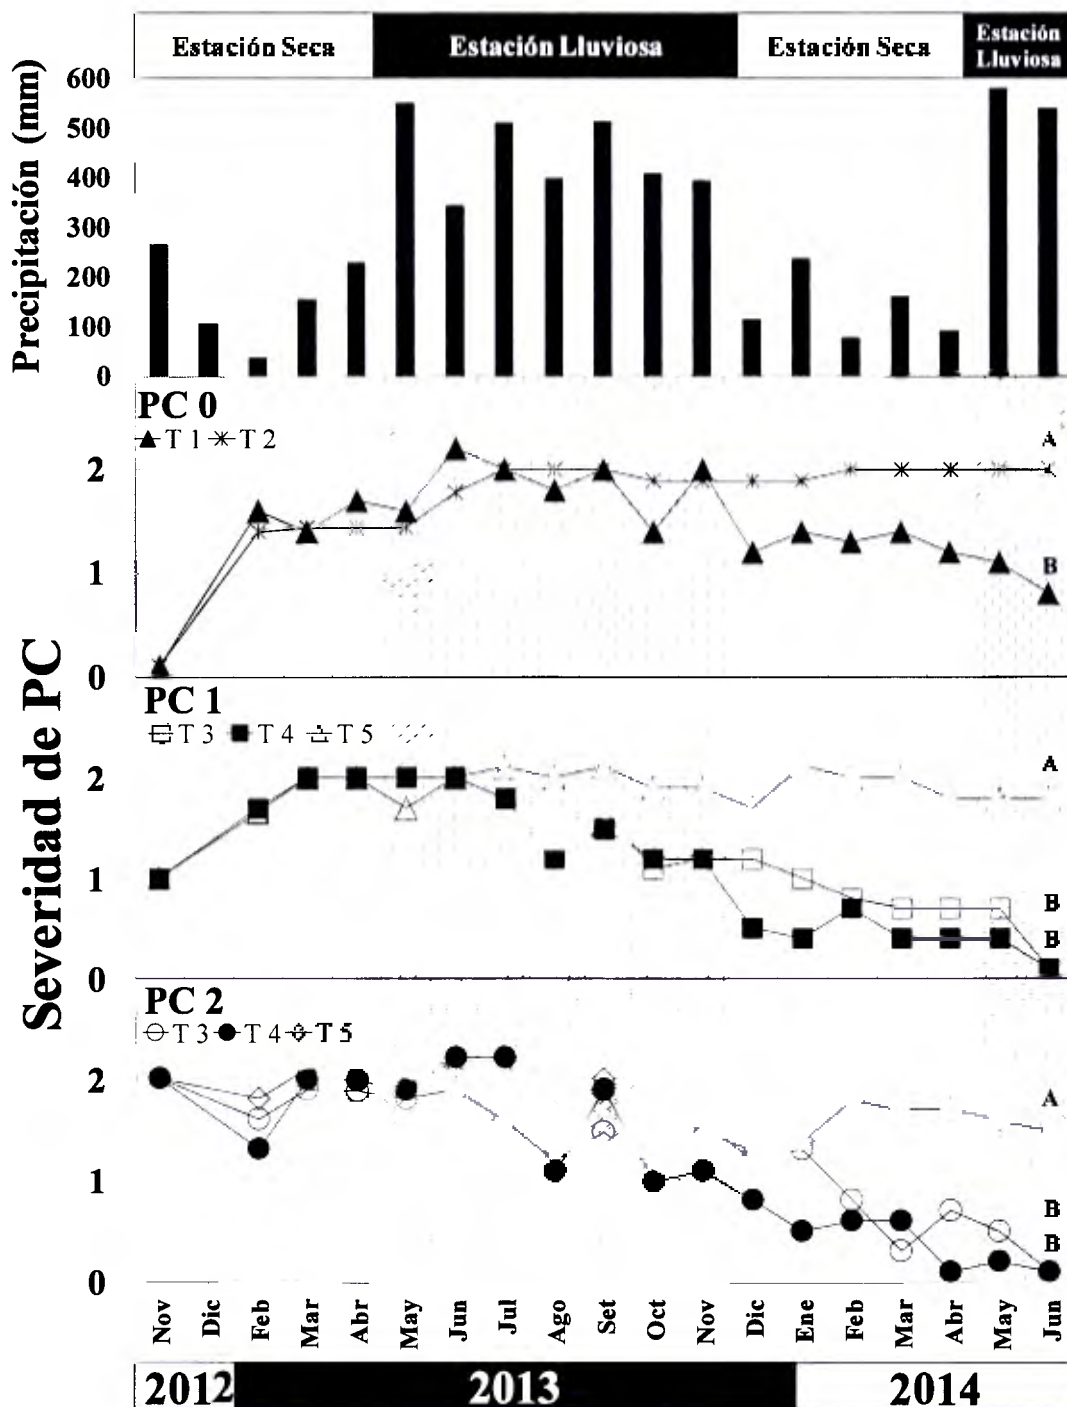 Estación Seca
Estación Lluviosa
Estación Seca
Estación
Lluviosa
Precipitación (mm)
600
500
400
300
200
100
0
PC 0
T 1 T 2
A
2
B
1
0
Severidad de PC
PC 1
T 3 T 4 T 5
A
2
1
B
B
0
PC 2
T 3 T 4 T 5
2
A
1
B
B
0
Nov Dic Feb Mar Abr May Jun Jul Ago Set Oct Nov Dic Ene Feb Mar Abr May Jun
2012 2013 2014